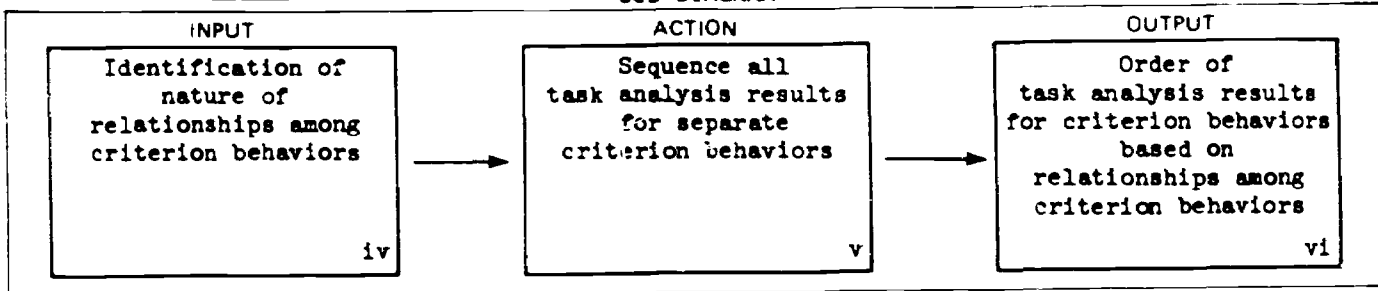 INPUT
Identification of
nature of
relationships among
criterion behaviors
iv
ACTION
Sequence all
task analysis results
for separate
criterion behaviors
v
OUTPUT
Order of
task analysis results
for criterion behaviors
based on
relationships among
criterion behaviors
vi